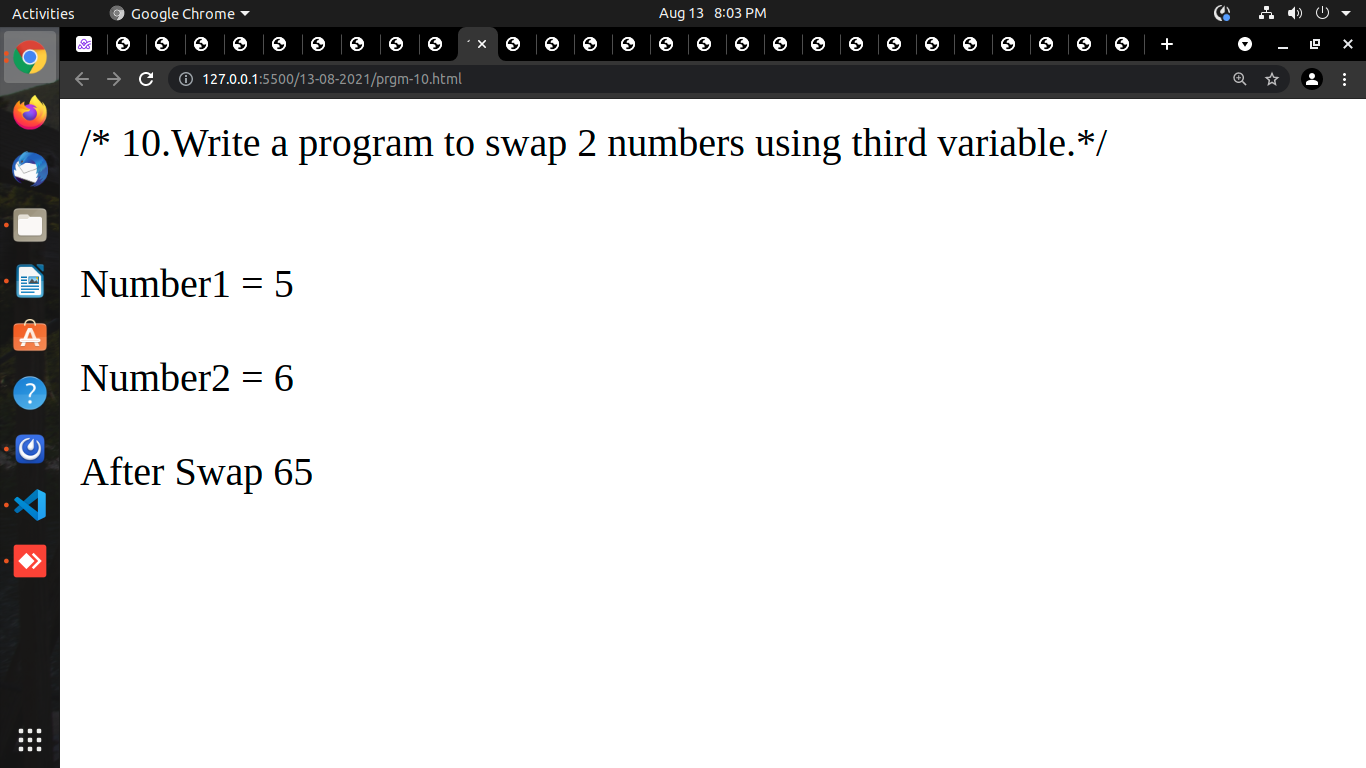 Activities
Google Chrome
Aug 13 8:03 PM
127.0.0.1:5500/13-08-2021/prgm-10.html
/* 10.Write a program to swap 2 numbers using third variable.*/
Number1 = 5
Number2 = 6
After Swap 65